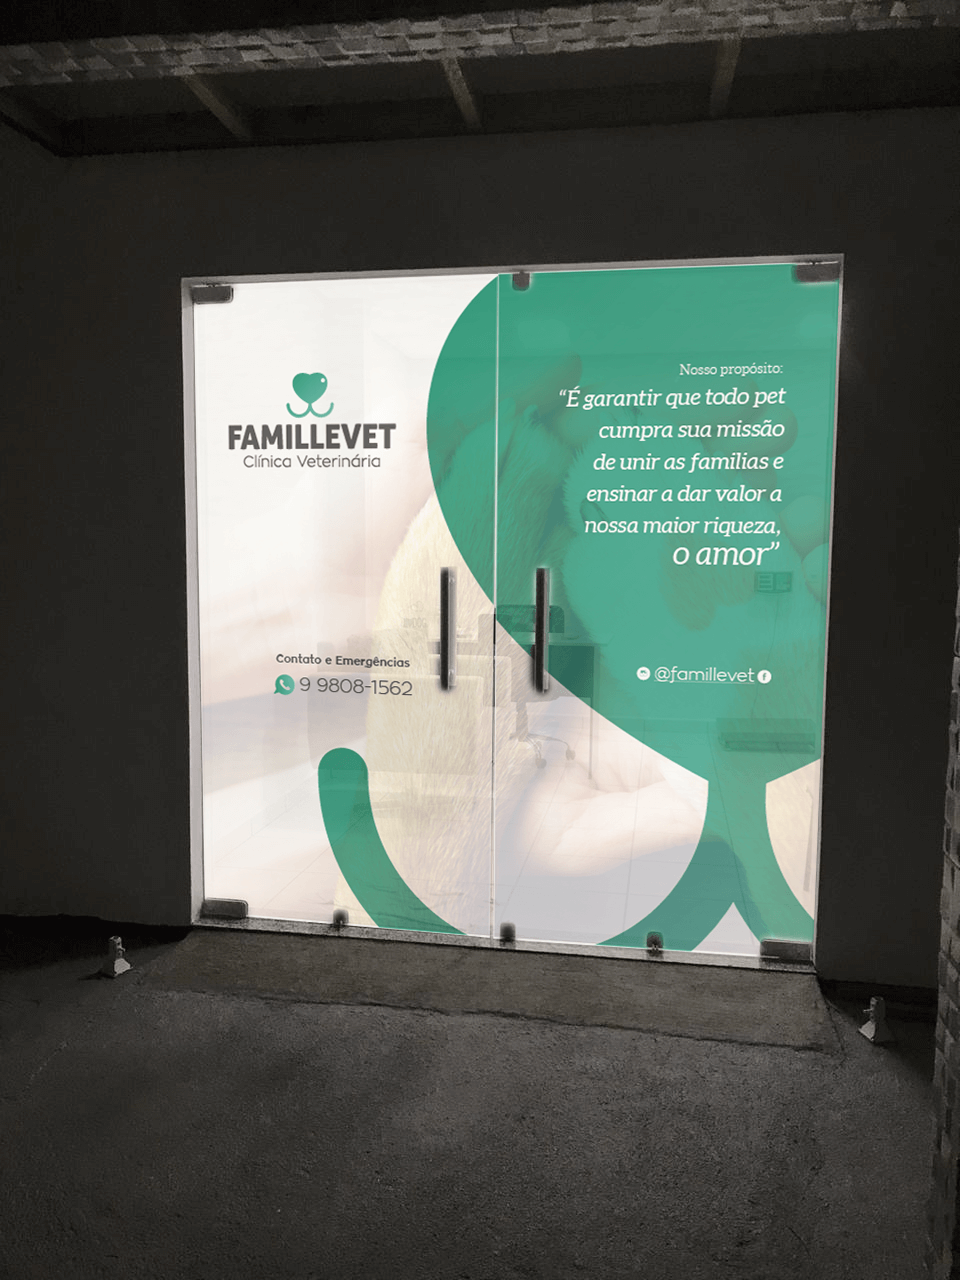 FAMILLEVET
Clínica Veterinária
Contato e Emergências
9 9808-1562
Nosso propósito:
“É garantir que todo pet
cumpra sua missão
de unir as famílias e
ensinar a dar valor a
nossa maior riqueza,
o amor”
@famillevet